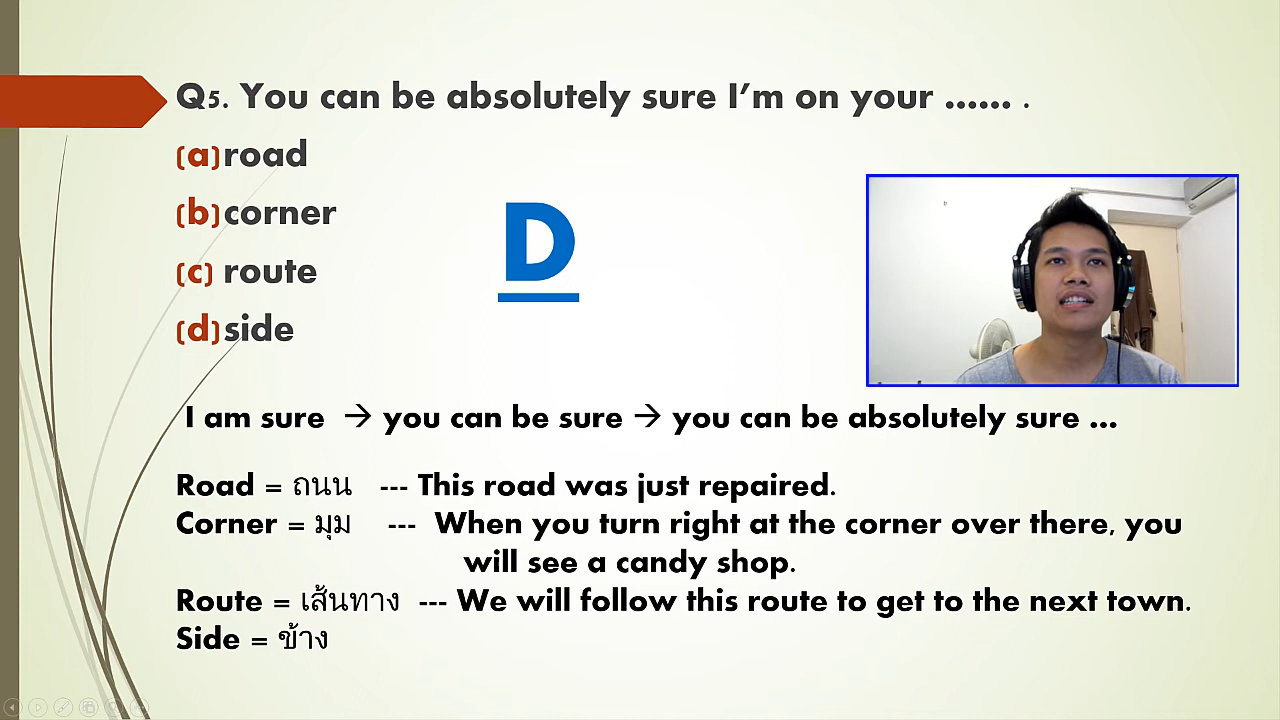 Q5. You can be absolutely sure I'm on your ...... .
(a)road
(b)corner
(c) route
(d)side
D
I am sure → you can be sure → you can be absolutely sure ...
Road = ถนน --- This road was just repaired.
Corner = มุม --- When you turn right at the corner over there, you
will see a candy shop.
Route = เส้นทาง --- We will follow this route to get to the next town.
Side = ข้าง